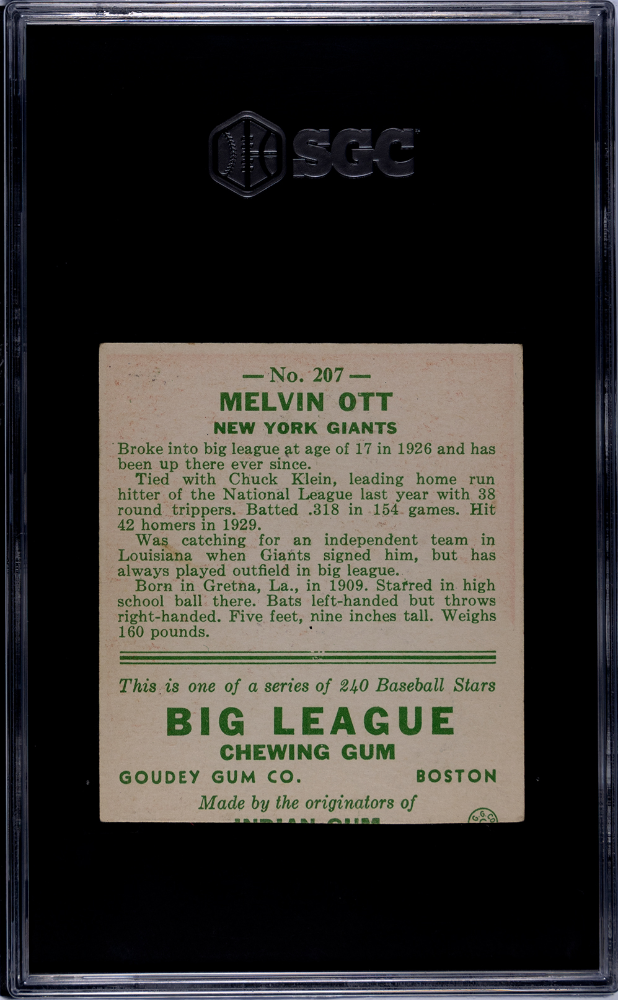 SGC
— No. 207 —
MELVIN OTT
NEW YORK GIANTS
Broke into big league at age of 17 in 1926 and has
been up there ever since.
Tied with Chuck Klein, leading home run
hitter of the National League last year with 38
round trippers. Batted .318 in 154 games. Hit
42 homers in 1929.
Was catching for an independent team in
Louisiana when Giants signed him, but has
always played outfield in big league.
Born in Gretna, La., in 1909. Starred in high
school ball there. Bats left-handed but throws
right-handed. Five feet, nine inches tall. Weighs
160 pounds.
This is one of a series of 240 Baseball Stars
BIG LEAGUE
CHEWING GUM
GOUDEY GUM CO. BOSTON
Made by the originators of
INDIAN GUM